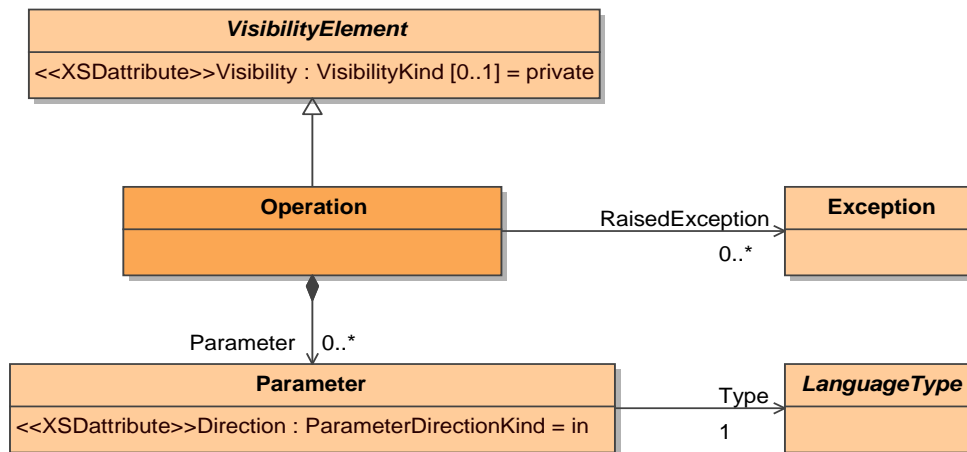 VisibilityElement
<<XSDattribute>>Visibility : VisibilityKind [0..1] = private
Operation
RaisedException
0..*
Exception
Parameter 0..*
Parameter
<<XSDattribute>>Direction : ParameterDirectionKind = in
Type
1
LanguageType